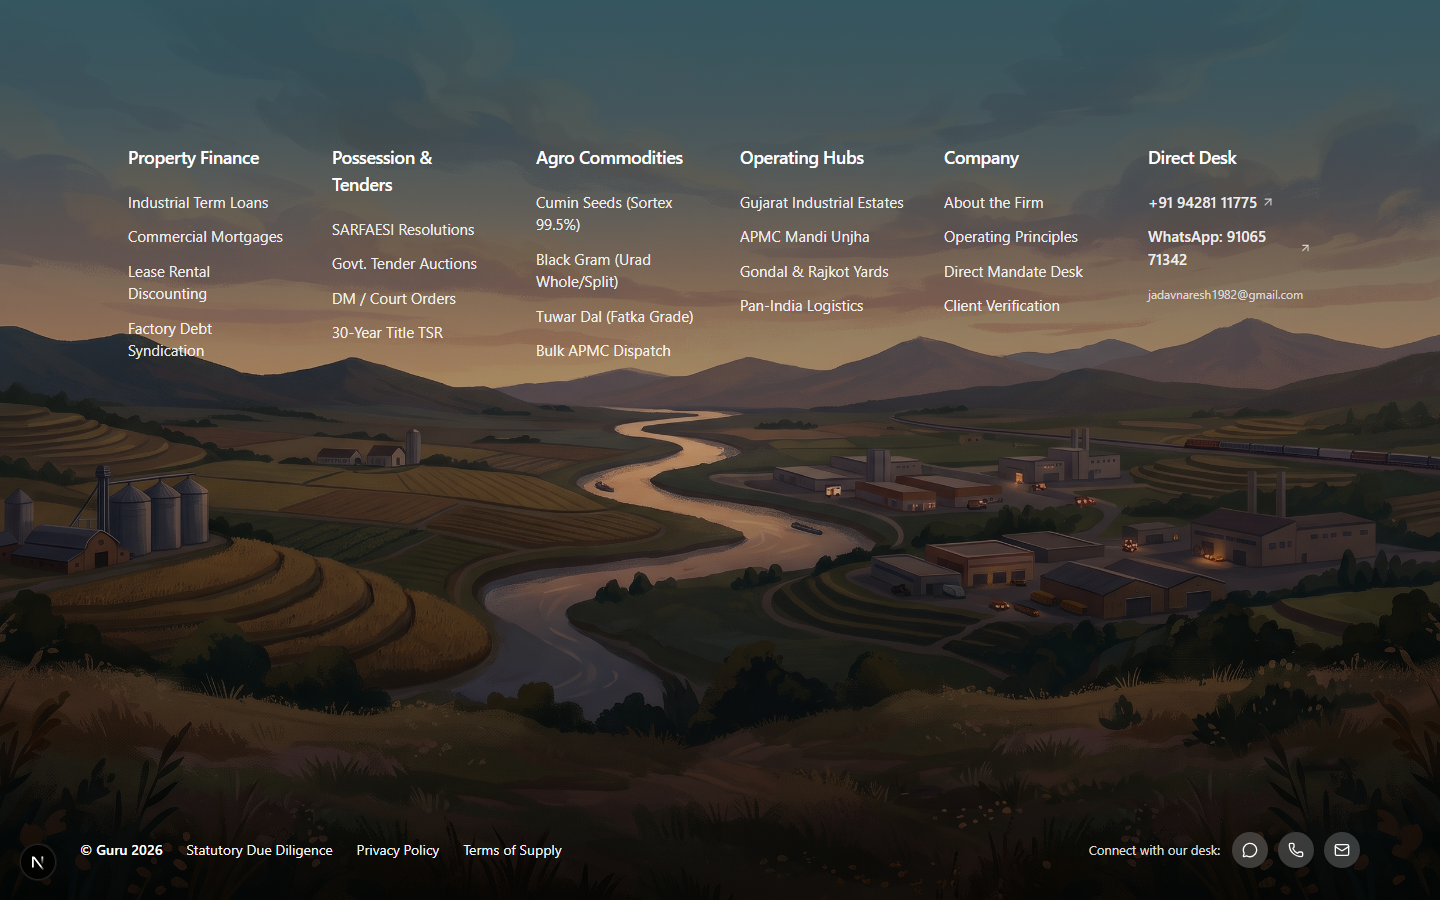 Property Finance
Industrial Term Loans
Commercial Mortgages
Lease Rental
Discounting
Factory Debt
Syndication
Possession &
Tenders
SARFAESI Resolutions
Govt. Tender Auctions
DM / Court Orders
30-Year Title TSR
Agro Commodities
Cumin Seeds (Sortex
99.5%)
Black Gram (Urad
Whole/Split)
Tuwar Dal (Fatka Grade)
Bulk APMC Dispatch
Operating Hubs
Gujarat Industrial Estates
APMC Mandi Unjha
Gondal & Rajkot Yards
Pan-India Logistics
Company
About the Firm
Operating Principles
Direct Mandate Desk
Client Verification
Direct Desk
+91 94281 11775
WhatsApp: 91065
71342
jadavnaresh1982@gmail.com
N
© Guru 2026
Statutory Due Diligence
Privacy Policy
Terms of Supply
Connect with our desk: